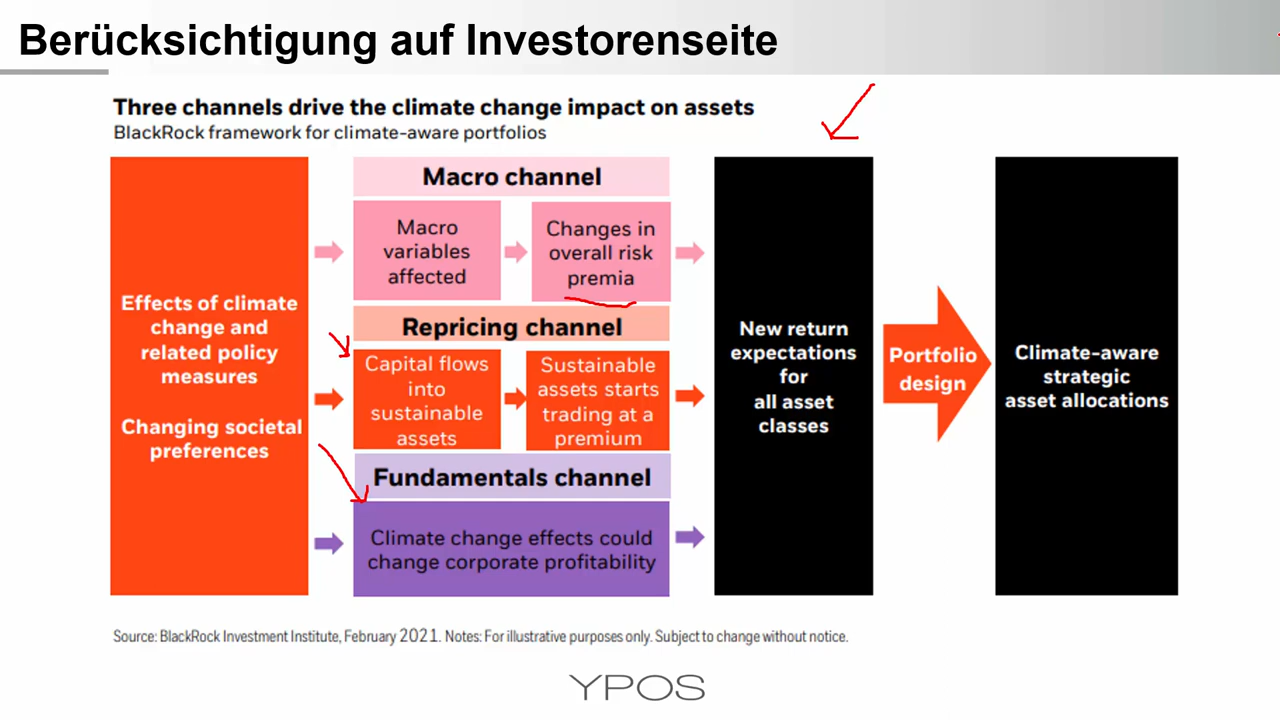 Berücksichtigung auf Investorenseite
Three channels drive the climate change impact on assets
BlackRock framework for climate-aware portfolios
Effects of climate
change and
related policy
measures
Changing societal
preferences
Macro channel
Macro
variables
affected
Changes in
overall risk
premia
Repricing channel
Capital flows
into
sustainable
assets
Sustainable
assets starts
trading at a
premium
Fundamentals channel
Climate change effects could
change corporate profitability
New return
expectations
for
all asset
classes
Portfolio
design
Climate-aware
strategic
asset allocations
Source: BlackRock Investment Institute, February 2021. Notes: For illustrative purposes only. Subject to change without notice.
YPOS